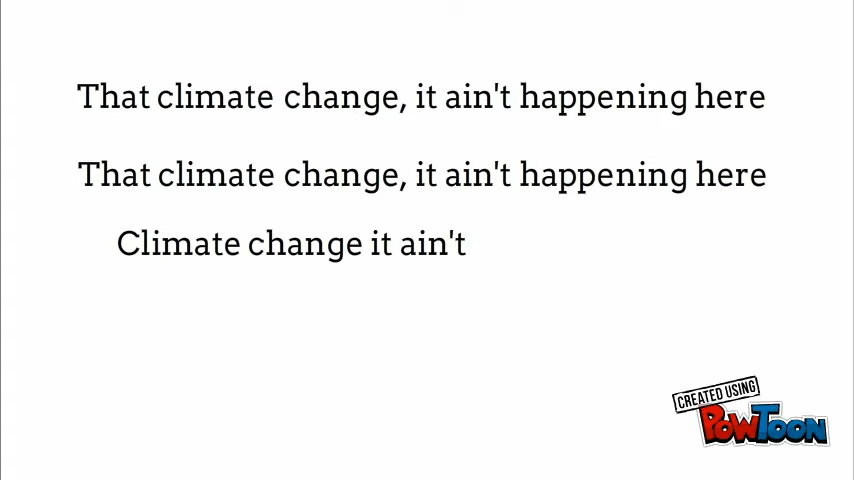 That climate change, it ain't happening here
That climate change, it ain't happening here
Climate change it ain't
CREATED USING
POWTOON